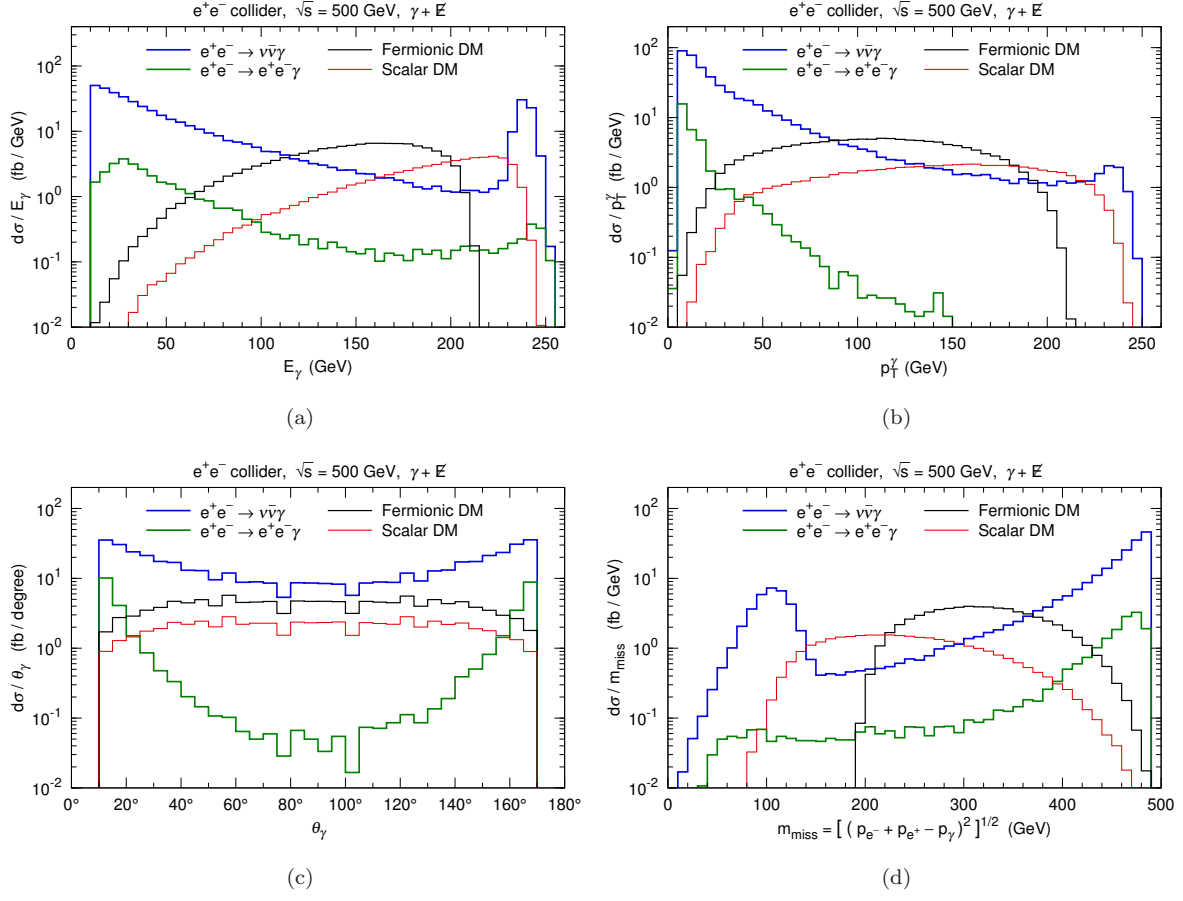 e⁺e⁻ collider, √s = 500 GeV, γ + E̸
e⁺e⁻ → νν̄γ
e⁺e⁻ → e⁺e⁻γ
Fermionic DM
Scalar DM
dσ / E_γ (fb / GeV)
10²
10¹
10⁰
10⁻¹
10⁻²
0 50 100 150 200 250
E_γ (GeV)
(a)
e⁺e⁻ collider, √s = 500 GeV, γ + E̸
e⁺e⁻ → νν̄γ
e⁺e⁻ → e⁺e⁻γ
Fermionic DM
Scalar DM
dσ / p_T^γ (fb / GeV)
10²
10¹
10⁰
10⁻¹
10⁻²
0 50 100 150 200 250
p_T^γ (GeV)
(b)
e⁺e⁻ collider, √s = 500 GeV, γ + E̸
e⁺e⁻ → νν̄γ
e⁺e⁻ → e⁺e⁻γ
Fermionic DM
Scalar DM
dσ / θ_γ (fb / degree)
10²
10¹
10⁰
10⁻¹
10⁻²
0° 20° 40° 60° 80° 100° 120° 140° 160° 180°
θ_γ
(c)
e⁺e⁻ collider, √s = 500 GeV, γ + E̸
e⁺e⁻ → νν̄γ
e⁺e⁻ → e⁺e⁻γ
Fermionic DM
Scalar DM
dσ / m_miss (fb / GeV)
10²
10¹
10⁰
10⁻¹
10⁻²
0 100 200 300 400 500
m_miss = [ ( p_e⁻ + p_e⁺ − p_γ )² ]^1/2 (GeV)
(d)